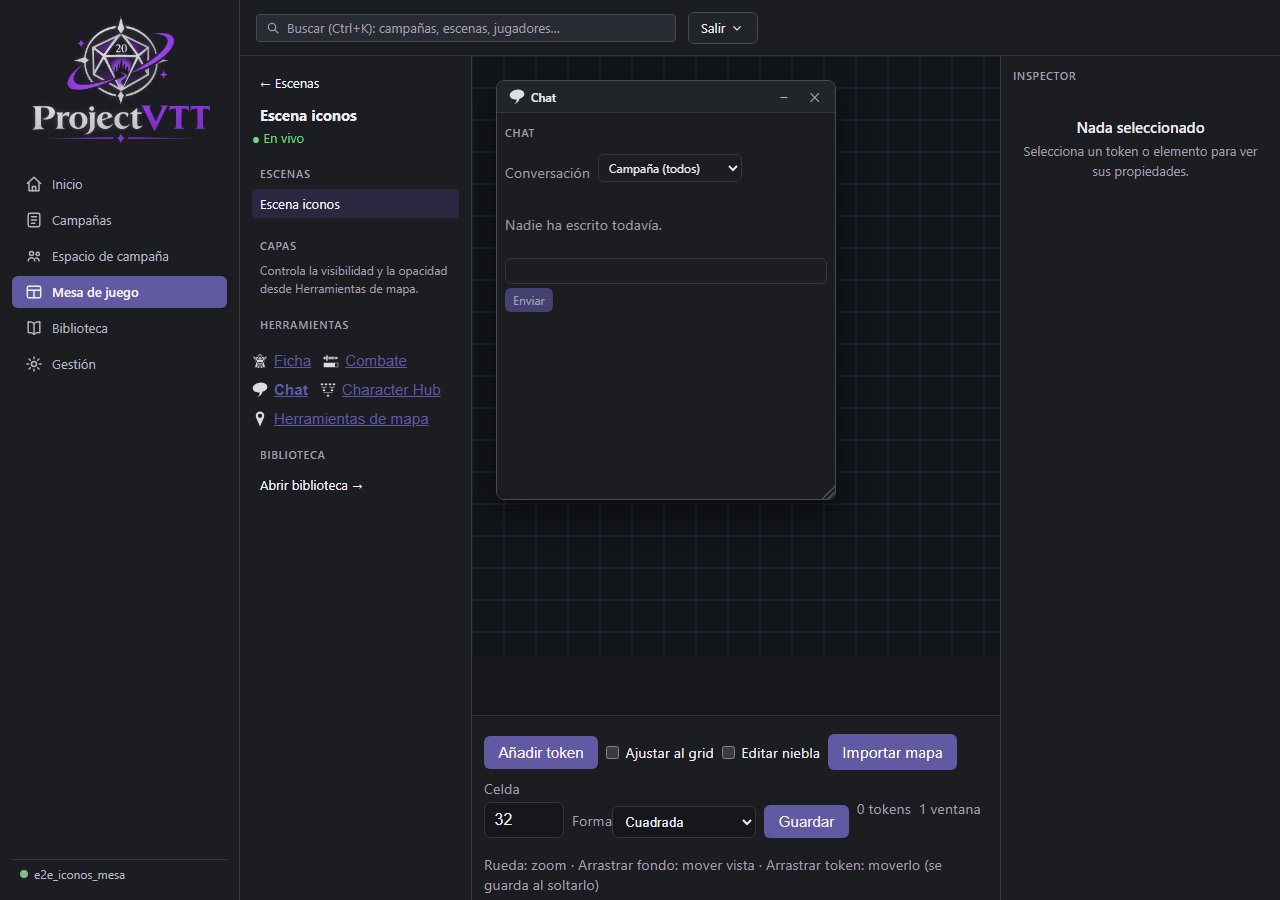 20
ProjectVTT
Inicio
Campañas
Espacio de campaña
Mesa de juego
Biblioteca
Gestión
e2e_iconos_mesa
Buscar (Ctrl+K): campañas, escenas, jugadores...
Salir
← Escenas
Escena iconos
En vivo
ESCENAS
Escena iconos
CAPAS
Controla la visibilidad y la opacidad
desde Herramientas de mapa.
HERRAMIENTAS
Ficha Combate
Chat Character Hub
Herramientas de mapa
BIBLIOTECA
Abrir biblioteca →
Chat
CHAT
Conversación Campaña (todos)
Nadie ha escrito todavía.
Enviar
Añadir token Ajustar al grid Editar niebla Importar mapa
Celda
32 Forma Cuadrada Guardar 0 tokens 1 ventana
Rueda: zoom · Arrastrar fondo: mover vista · Arrastrar token: moverlo (se
guarda al soltarlo)
INSPECTOR
Nada seleccionado
Selecciona un token o elemento para ver
sus propiedades.